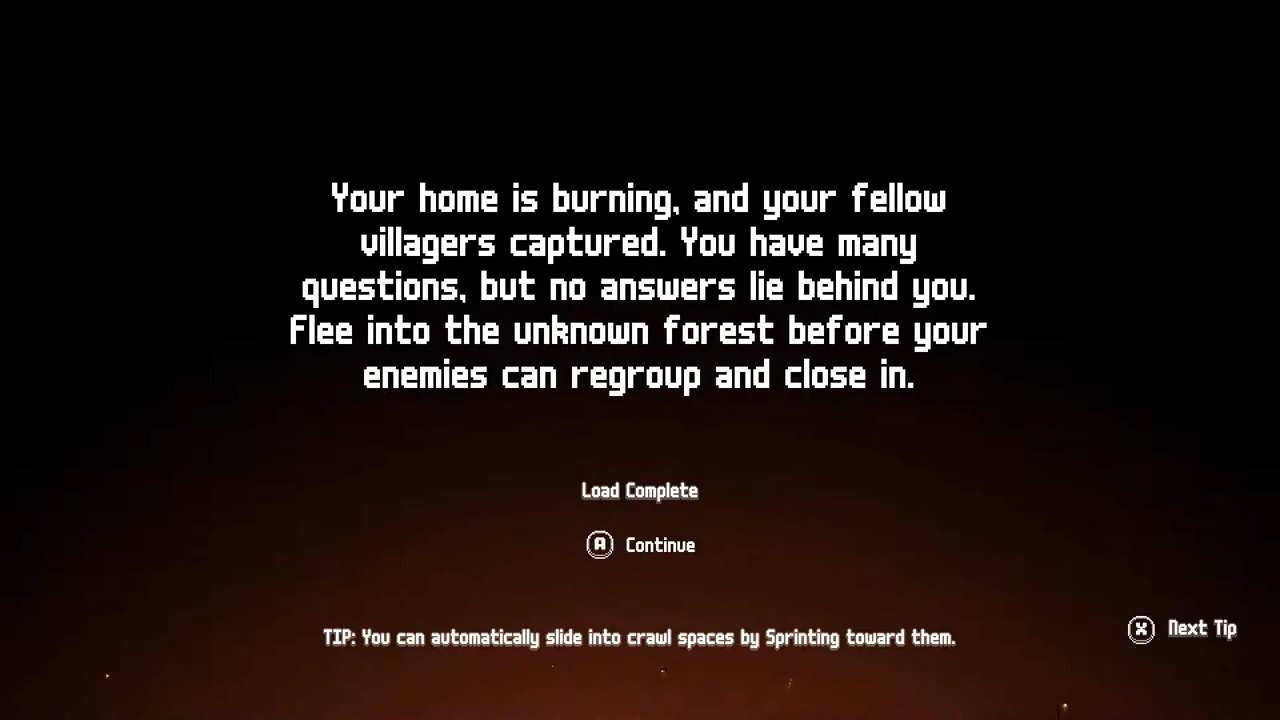 Your home is burning, and your fellow
villagers captured. You have many
questions, but no answers lie behind you.
Flee into the unknown forest before your
enemies can regroup and close in.
Load Complete
A Continue
TIP: You can automatically slide into crawl spaces by Sprinting toward them.
X Next Tip